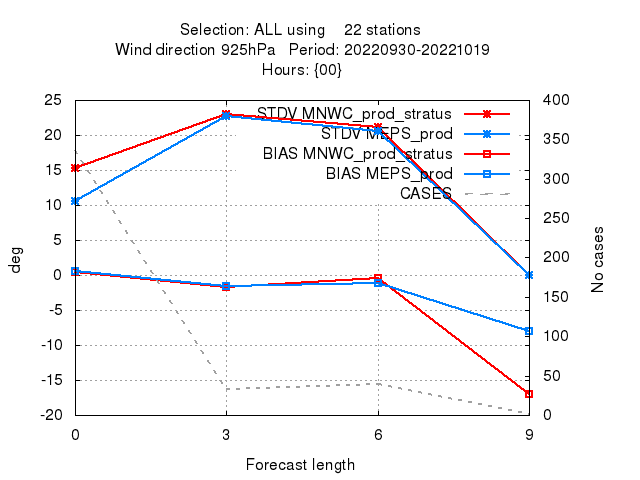 Selection: ALL using 22 stations
Wind direction 925hPa Period: 20220930-20221019
Hours: {00}
25
20
15
10
5
0
-5
-10
-15
-20
400
350
300
250
200
150
100
50
0
STDV MNWC_prod_stratus
STDV MEPS_prod
BIAS MNWC_prod_stratus
BIAS MEPS_prod
CASES
deg
No cases
0 3 6 9
Forecast length